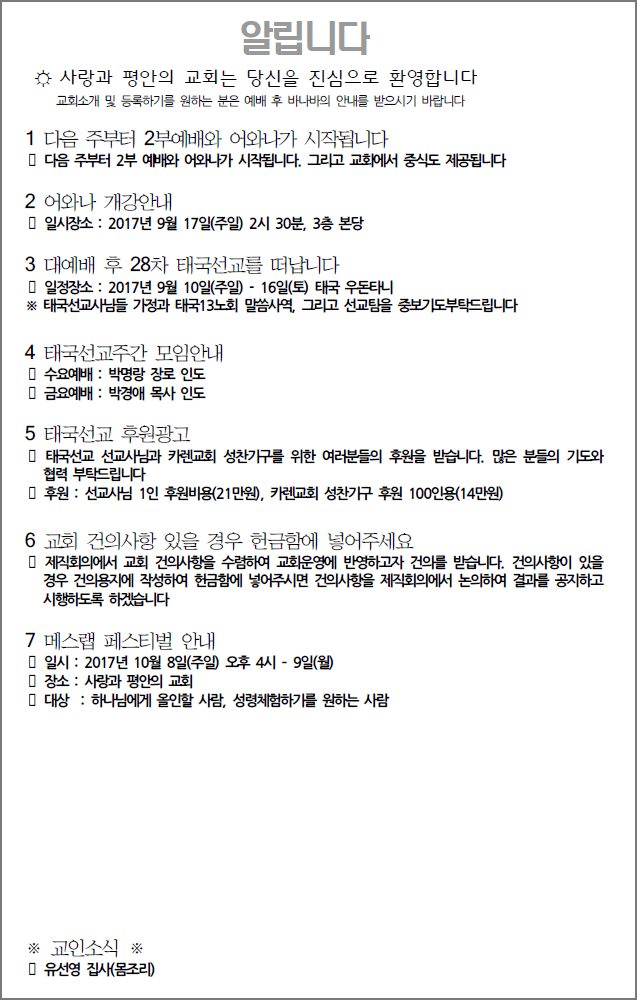 알립니다
☼ 사랑과 평안의 교회는 당신을 진심으로 환영합니다
교회소개 및 등록하기를 원하는 분은 예배 후 바나바의 안내를 받으시기 바랍니다
1 다음 주부터 2부예배와 어와나가 시작됩니다
▯ 다음 주부터 2부 예배와 어와나가 시작됩니다. 그리고 교회에서 중식도 제공됩니다
2 어와나 개강안내
▯ 일시장소 : 2017년 9월 17일(주일) 2시 30분, 3층 본당
3 대예배 후 28차 태국선교를 떠납니다
▯ 일정장소 : 2017년 9월 10일(주일) - 16일(토) 태국 우돈타니
※ 태국선교사님들 가정과 태국13노회 말씀사역, 그리고 선교팀을 중보기도부탁드립니다
4 태국선교주간 모임안내
▯ 수요예배 : 박명랑 장로 인도
▯ 금요예배 : 박경애 목사 인도
5 태국선교 후원광고
▯ 태국선교 선교사님과 카렌교회 성찬기구를 위한 여러분들의 후원을 받습니다. 많은 분들의 기도와
협력 부탁드립니다
▯ 후원 : 선교사님 1인 후원비용(21만원), 카렌교회 성찬기구 후원 100인용(14만원)
6 교회 건의사항 있을 경우 헌금함에 넣어주세요
▯ 제직회의에서 교회 건의사항을 수렴하여 교회운영에 반영하고자 건의를 받습니다. 건의사항이 있을
경우 건의용지에 작성하여 헌금함에 넣어주시면 건의사항을 제직회의에서 논의하여 결과를 공지하고
시행하도록 하겠습니다
7 메스랩 페스티벌 안내
▯ 일시 : 2017년 10월 8일(주일) 오후 4시 - 9일(월)
▯ 장소 : 사랑과 평안의 교회
▯ 대상 : 하나님에게 올인할 사람, 성령체험하기를 원하는 사람
※ 교인소식 ※
▯ 유선영 집사(몸조리)